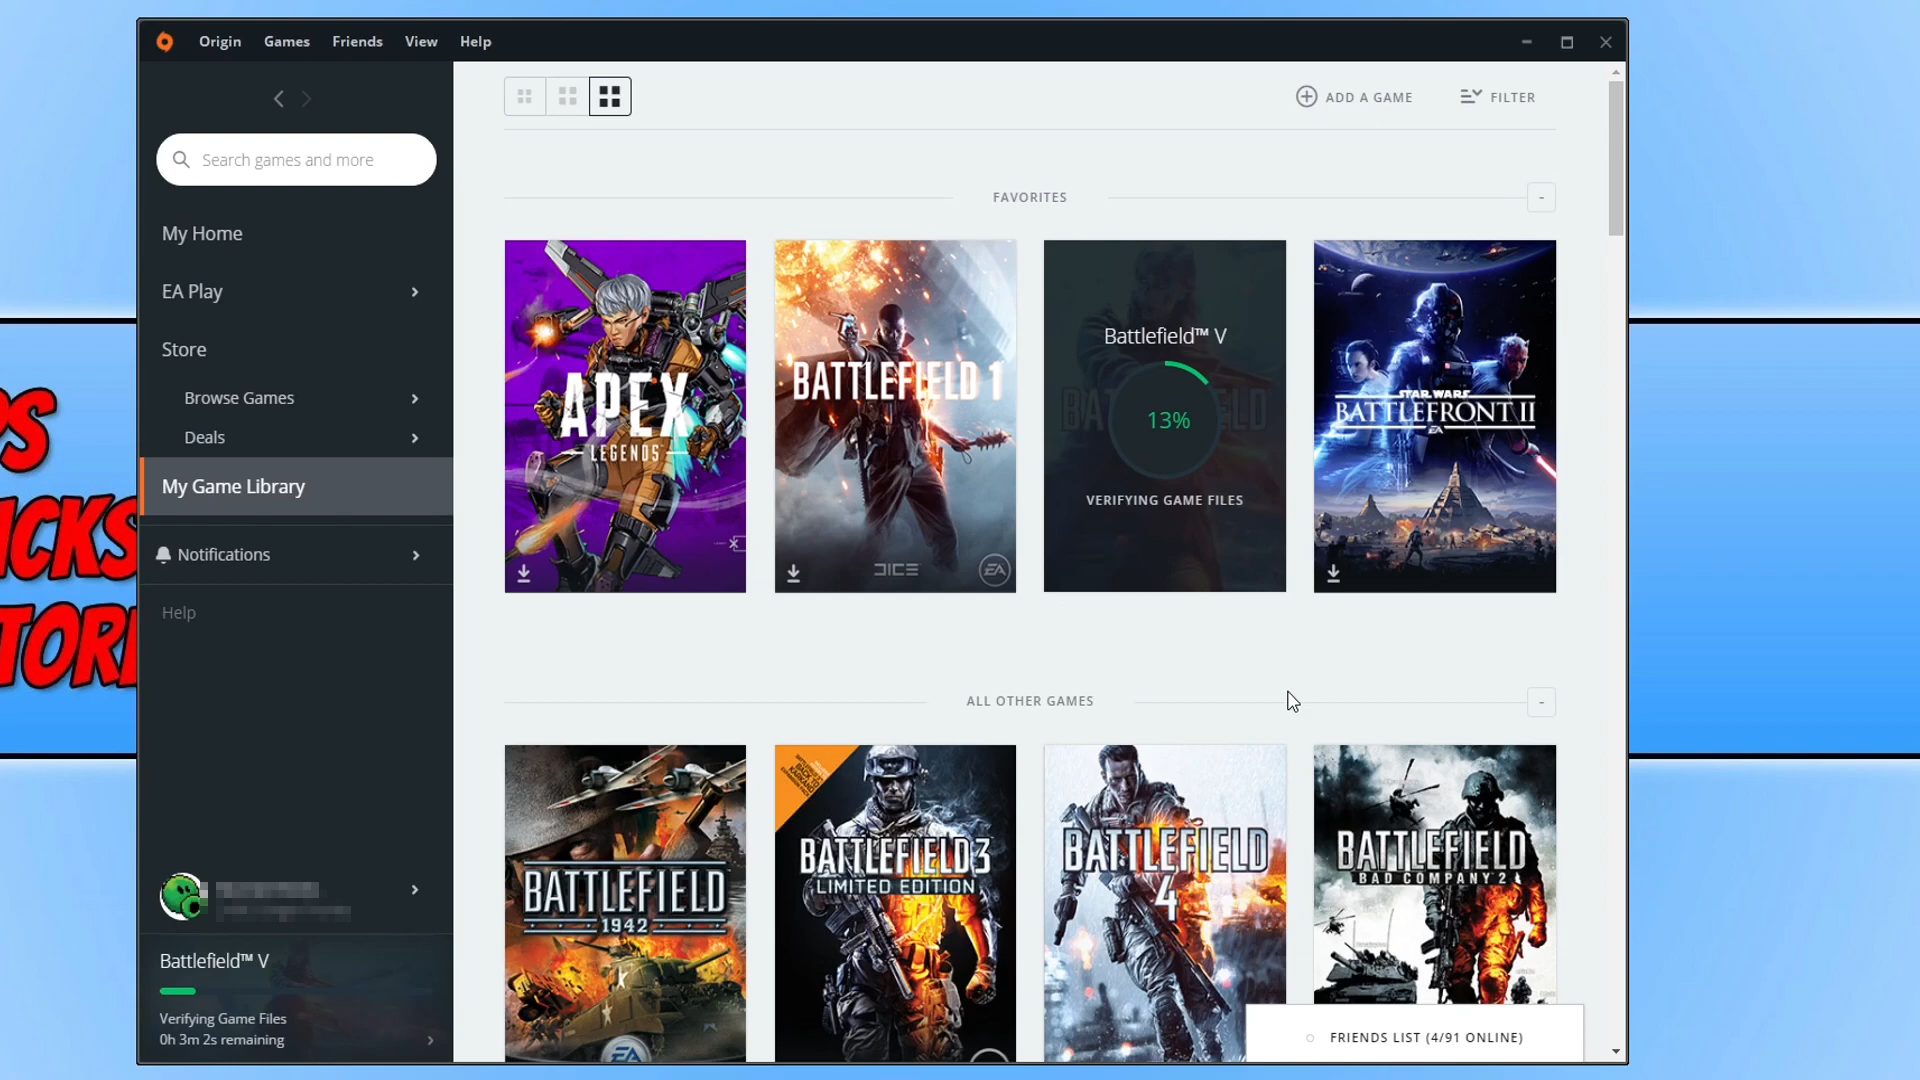 Origin Games Friends View Help
Search games and more
My Home
EA Play
Store
Browse Games
Deals
My Game Library
Notifications
Help
Battlefield™ V
Verifying Game Files
0h 3m 2s remaining
ADD A GAME
FILTER
FAVORITES
-
APEX
LEGENDS
BATTLEFIELD 1
DICE
EA
Battlefield™ V
13%
VERIFYING GAME FILES
STAR WARS
BATTLEFRONT II
EA
ALL OTHER GAMES
-
BATTLEFIELD
1942
EA
BATTLEFIELD 3
LIMITED EDITION
BATTLEFIELD
4
BATTLEFIELD
BAD COMPANY 2
FRIENDS LIST (4/91 ONLINE)